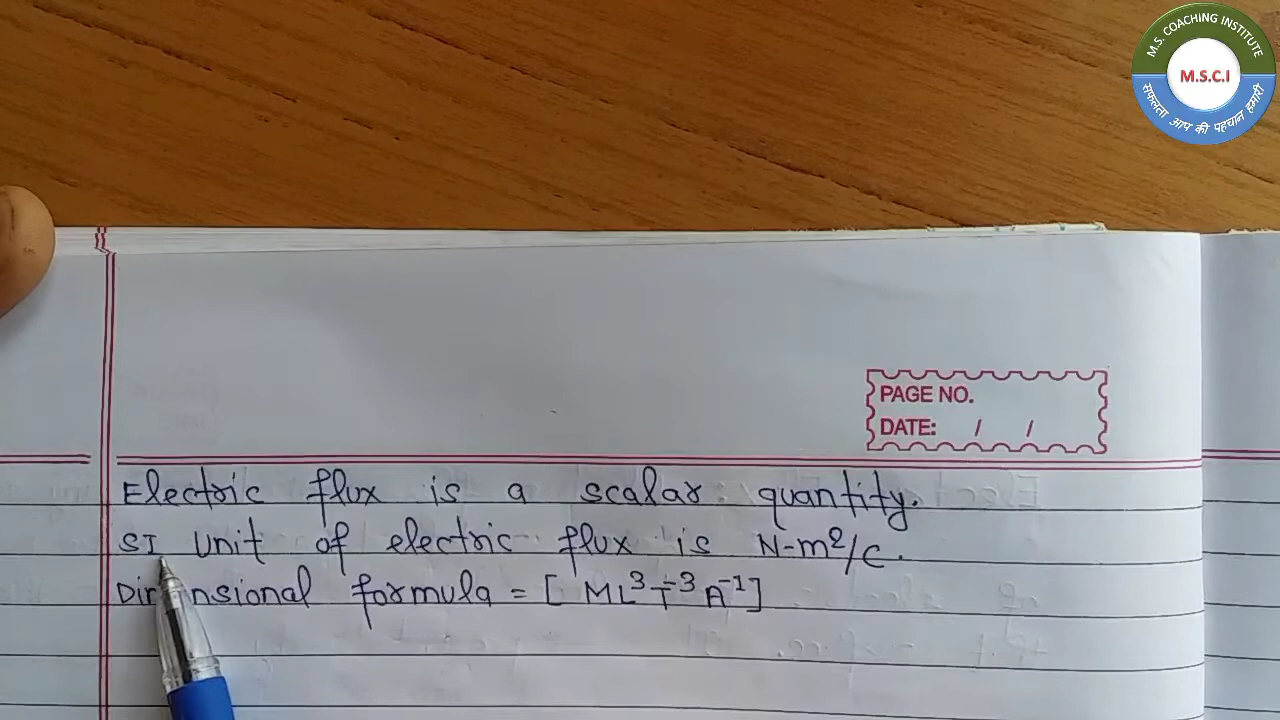 M.S. COACHING INSTITUTE
M.S.C.I
सफलता आप की पहचान हमारी
PAGE NO.
DATE: / /
Electric flux is a scalar quantity.
SI Unit of electric flux is N-m²/C.
Dimensional formula = [ ML³T⁻³A⁻¹]